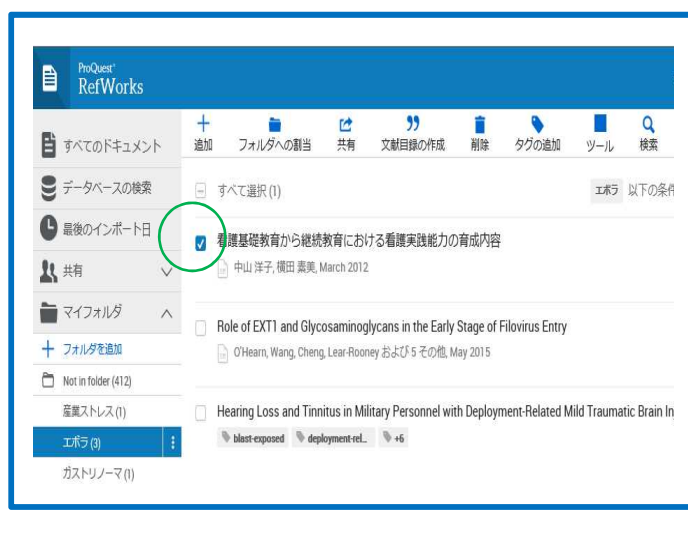 ProQuest®
RefWorks
追加
フォルダへの割当
共有
文献目録の作成
削除
タグの追加
ツール
検索
すべてのドキュメント
データベースの検索
最後のインポート日
共有
マイフォルダ
フォルダを追加
Not in folder (412)
産業ストレス (1)
エボラ (3)
ガストリノーマ (1)
すべて選択 (1)
エボラ 以下の条件
看護基礎教育から継続教育における看護実践能力の育成内容
中山 洋子, 横田 素美, March 2012
Role of EXT1 and Glycosaminoglycans in the Early Stage of Filovirus Entry
O'Hearn, Wang, Cheng, Lear-Rooney および 5 その他, May 2015
Hearing Loss and Tinnitus in Military Personnel with Deployment-Related Mild Traumatic Brain In
blast-exposed deployment-rel... +6